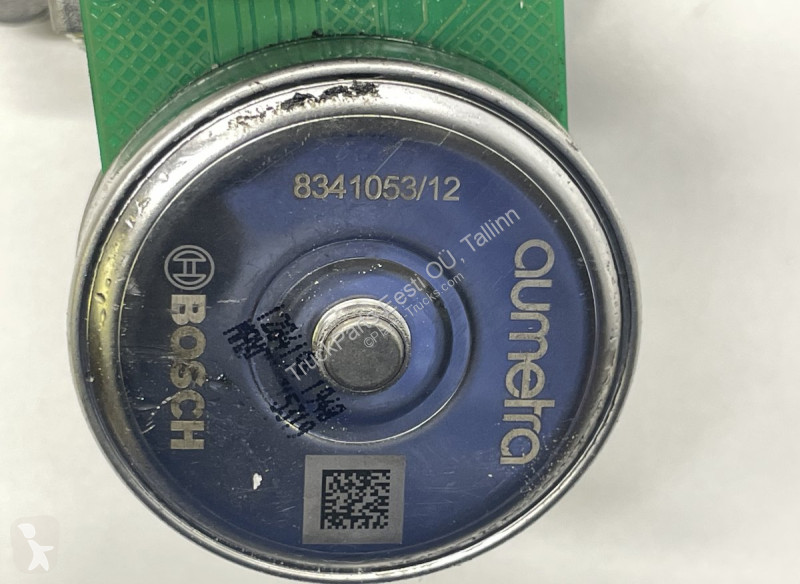 8341053/12
aumetra
BOSCH
TruckParts Eesti OÜ, Tallinn